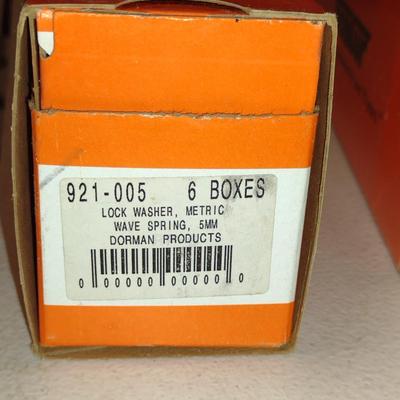 921-005 6 BOXES
LOCK WASHER, METRIC
WAVE SPRING, 5MM
DORMAN PRODUCTS
0 00000 00000 0